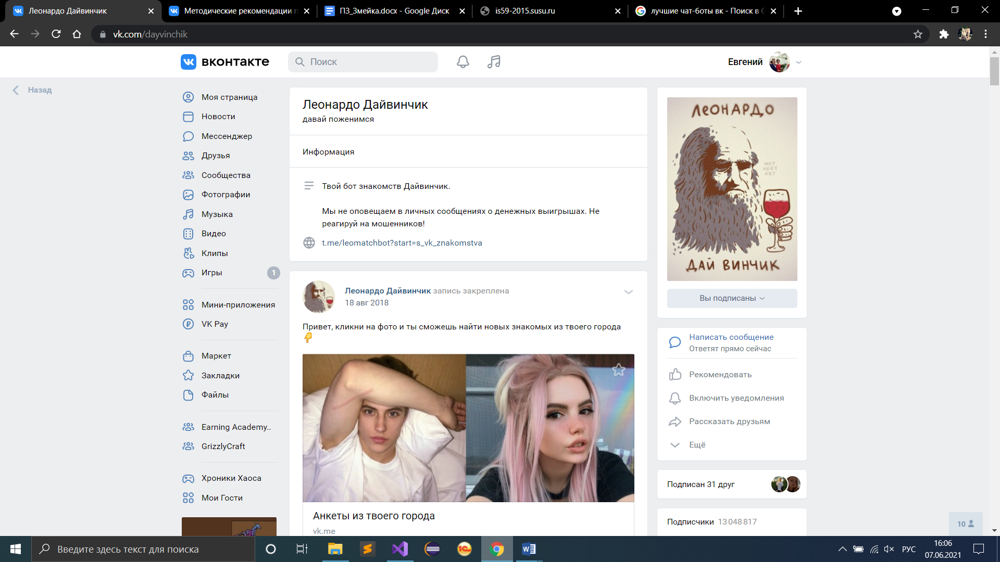 Леонардо Дайвинчик
Методические рекомендации п
ПЗ_Змейка.docx - Google Диск
is59-2015.susu.ru
лучшие чат-боты вк - Поиск в G
vk.com/dayvinchik
вконтакте
Поиск
Евгений
Назад
Моя страница
Новости
Мессенджер
Друзья
Сообщества
Фотографии
Музыка
Видео
Клипы
Игры
1
Мини-приложения
VK Pay
Маркет
Закладки
Файлы
Earning Academy..
GrizzlyCraft
Хроники Хаоса
Мои Гости
Леонардо Дайвинчик
давай поженимся
Информация
Твой бот знакомств Дайвинчик.
Мы не оповещаем в личных сообщениях о денежных выигрышах. Не
реагируй на мошенников!
t.me/leomatchbot?start=s_vk_znakomstva
Леонардо Дайвинчик запись закреплена
18 авг 2018
Привет, кликни на фото и ты сможешь найти новых знакомых из твоего города
Анкеты из твоего города
vk.me
ЛЕОНАРДО
NOT
VERY
ART
ДАЙ ВИНЧИК
Вы подписаны
Написать сообщение
Ответят прямо сейчас
Рекомендовать
Включить уведомления
Рассказать друзьям
Ещё
Подписан 31 друг
Подписчики 13 048 817
10
Введите здесь текст для поиска
1С
РУС
16:06
07.06.2021